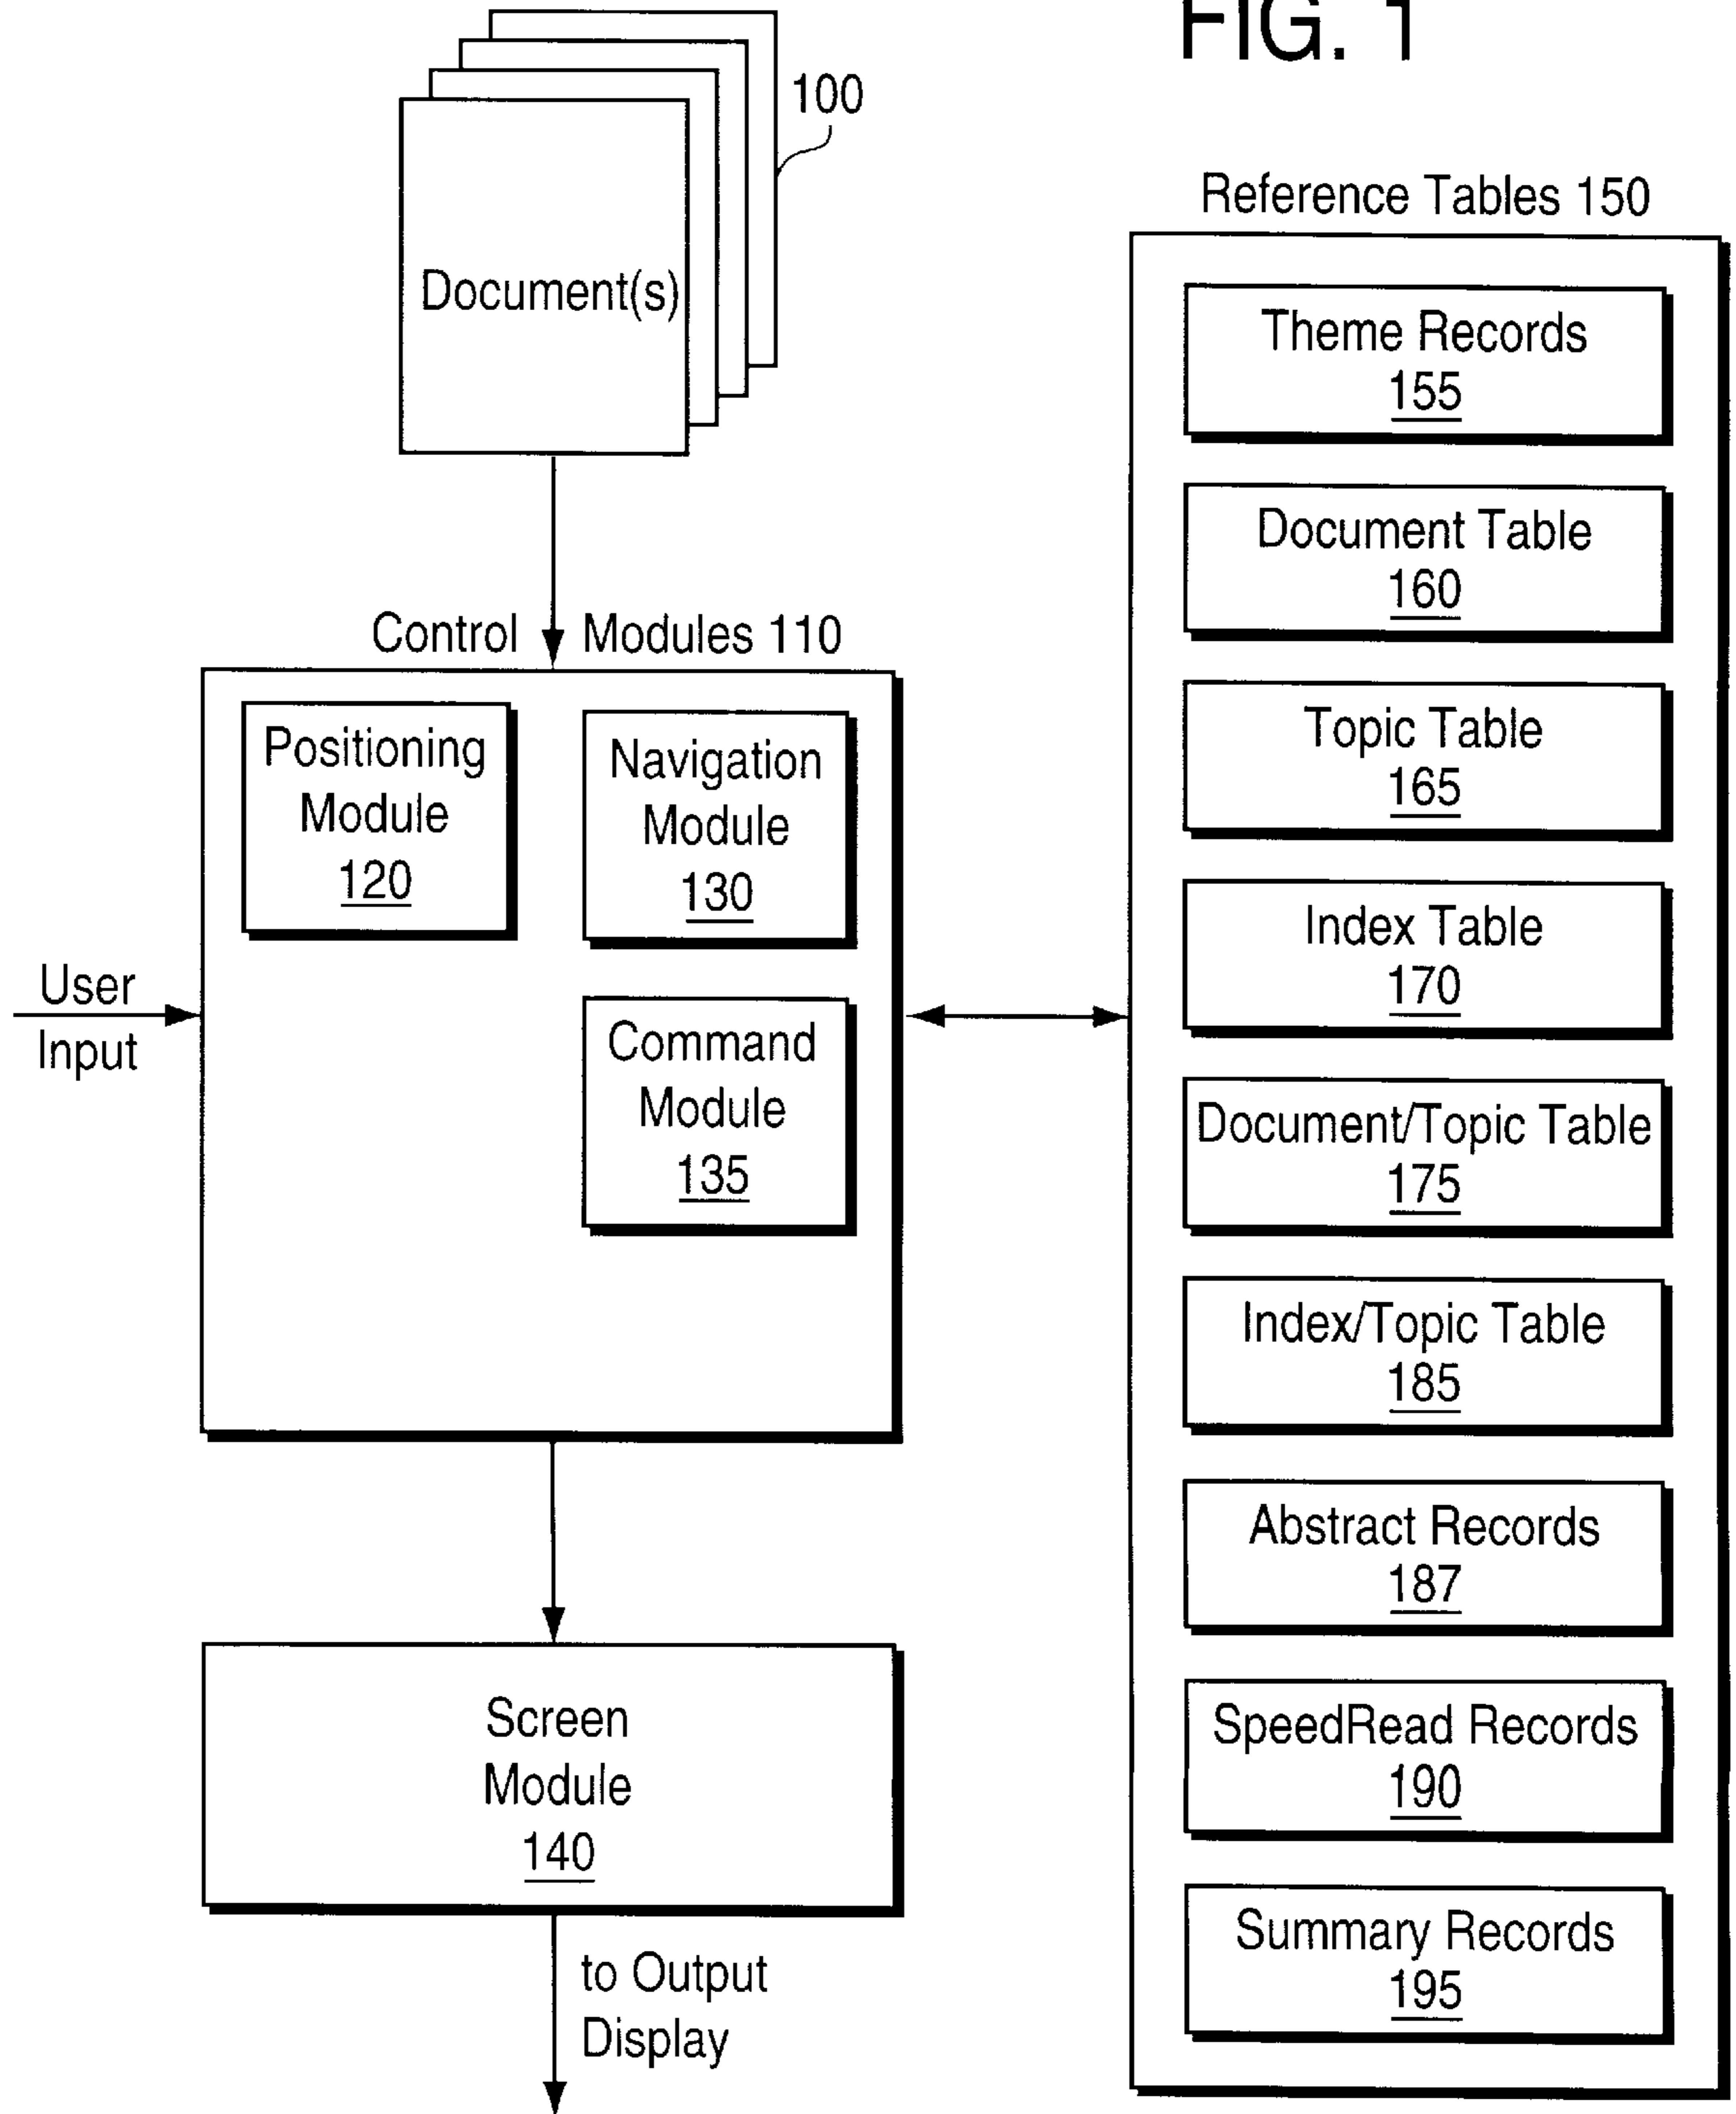 FIG. 1
100
Document(s)
Control Modules 110
Positioning
Module
120
Navigation
Module
130
Command
Module
135
User
Input
Screen
Module
140
to Output
Display
Reference Tables 150
Theme Records
155
Document Table
160
Topic Table
165
Index Table
170
Document/Topic Table
175
Index/Topic Table
185
Abstract Records
187
SpeedRead Records
190
Summary Records
195